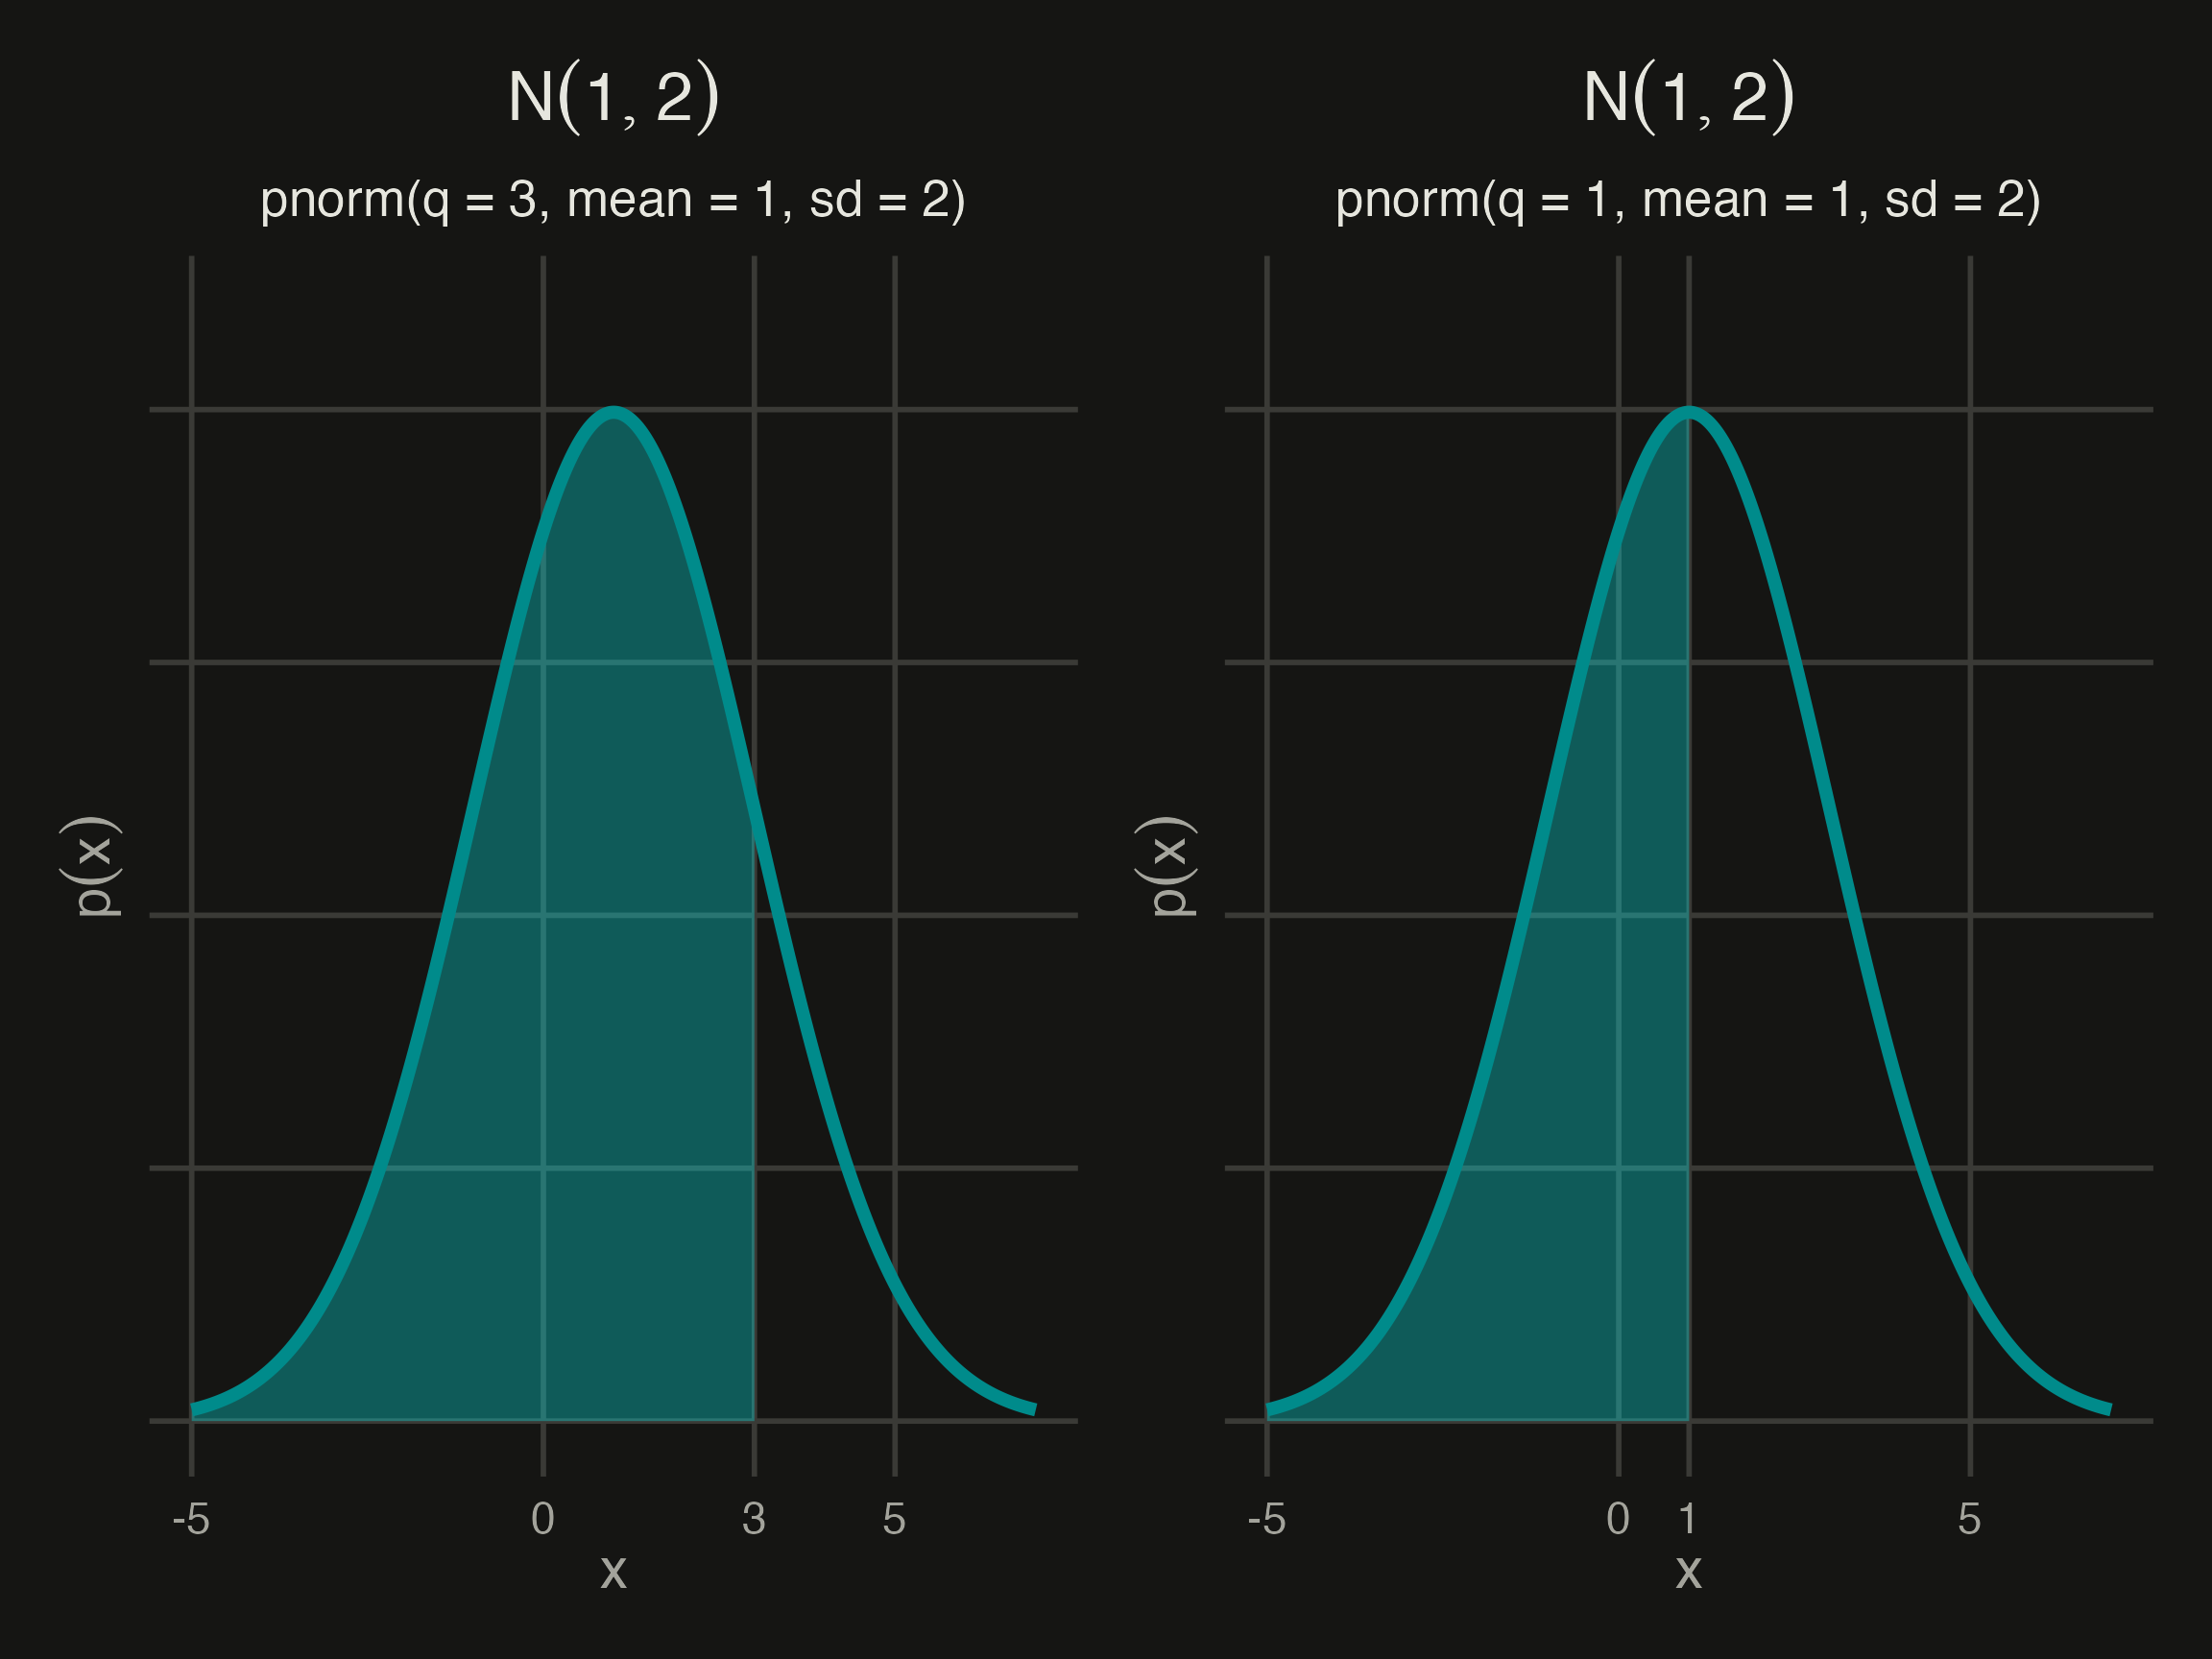 N(1, 2)
pnorm(q = 3, mean = 1, sd = 2)
p(x)
-5 0 3 5
x
N(1, 2)
pnorm(q = 1, mean = 1, sd = 2)
p(x)
-5 0 1 5
x